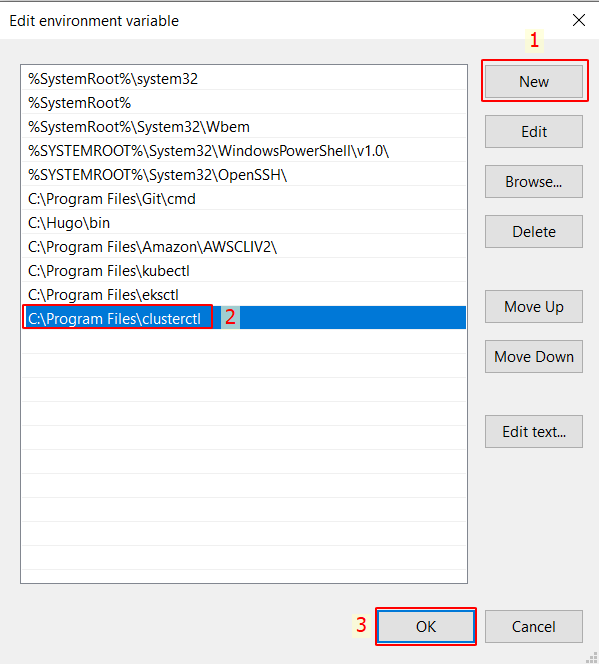 Edit environment variable
1
%SystemRoot%\system32
New
%SystemRoot%
%SystemRoot%\System32\Wbem
Edit
%SYSTEMROOT%\System32\WindowsPowerShell\v1.0\
%SYSTEMROOT%\System32\OpenSSH\
Browse...
C:\Program Files\Git\cmd
C:\Hugo\bin
Delete
C:\Program Files\Amazon\AWSCLIV2\
C:\Program Files\kubectl
C:\Program Files\eksctl
Move Up
C:\Program Files\clusterctl 2
Move Down
Edit text...
3 OK
Cancel